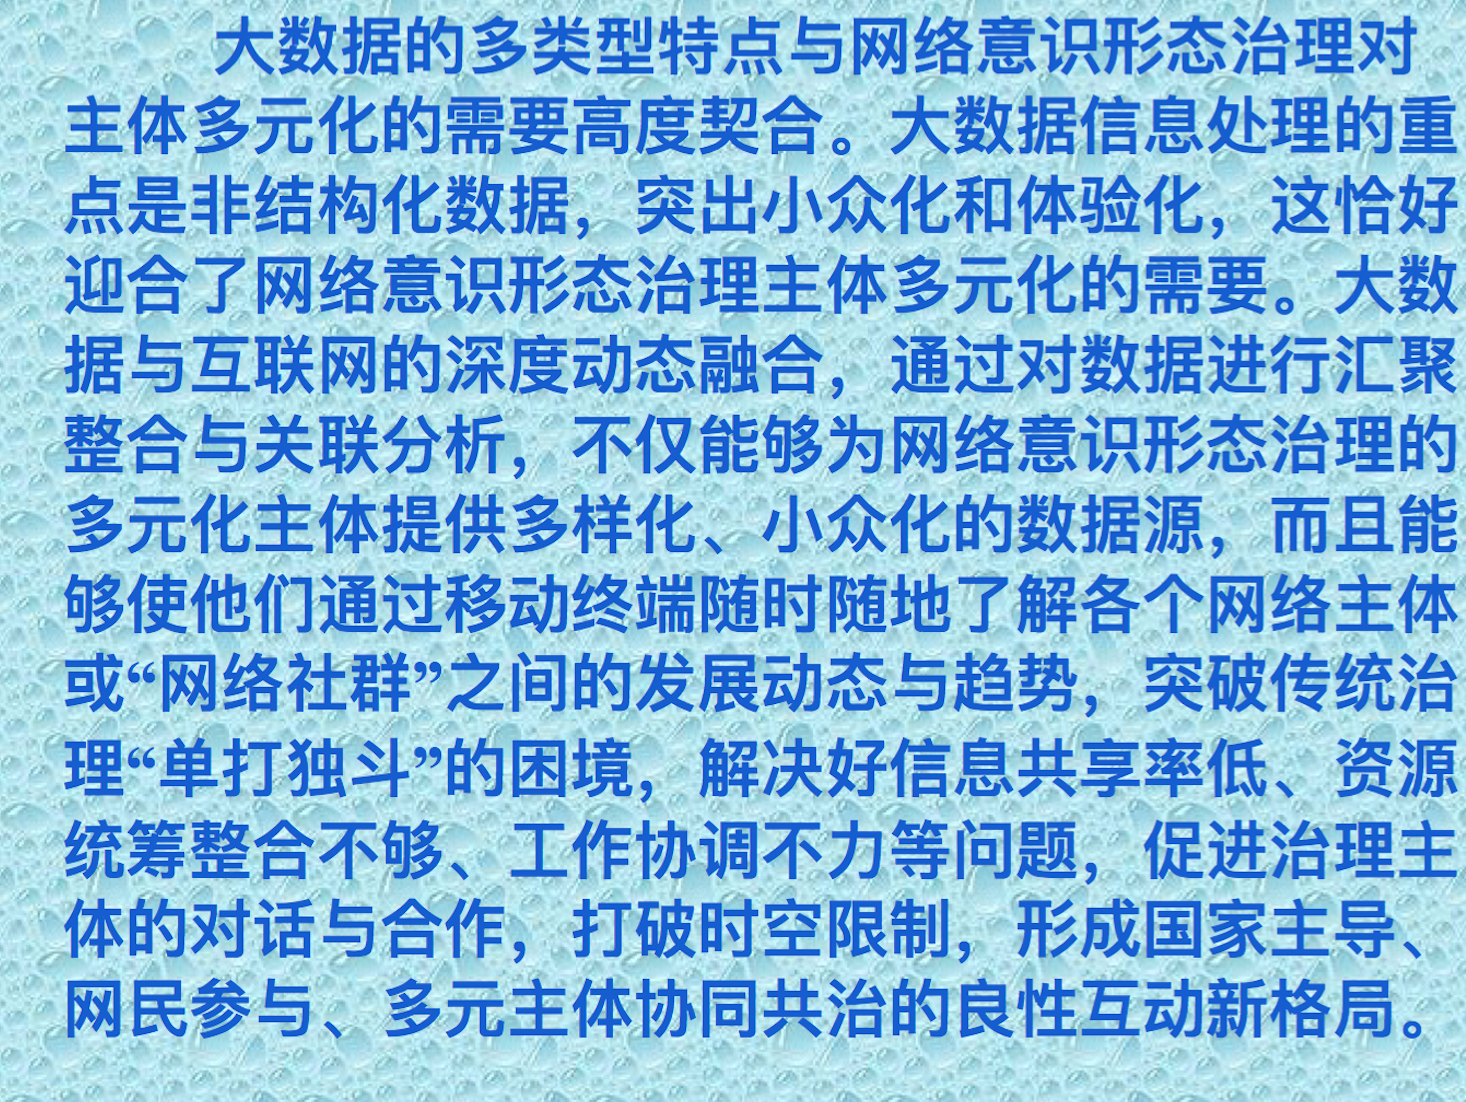 大数据的多类型特点与网络意识形态治理对
主体多元化的需要高度契合。大数据信息处理的重
点是非结构化数据，突出小众化和体验化，这恰好
迎合了网络意识形态治理主体多元化的需要。大数
据与互联网的深度动态融合，通过对数据进行汇聚
整合与关联分析，不仅能够为网络意识形态治理的
多元化主体提供多样化、小众化的数据源，而且能
够使他们通过移动终端随时随地了解各个网络主体
或“网络社群”之间的发展动态与趋势，突破传统治
理“单打独斗”的困境，解决好信息共享率低、资源
统筹整合不够、工作协调不力等问题，促进治理主
体的对话与合作，打破时空限制，形成国家主导、
网民参与、多元主体协同共治的良性互动新格局。